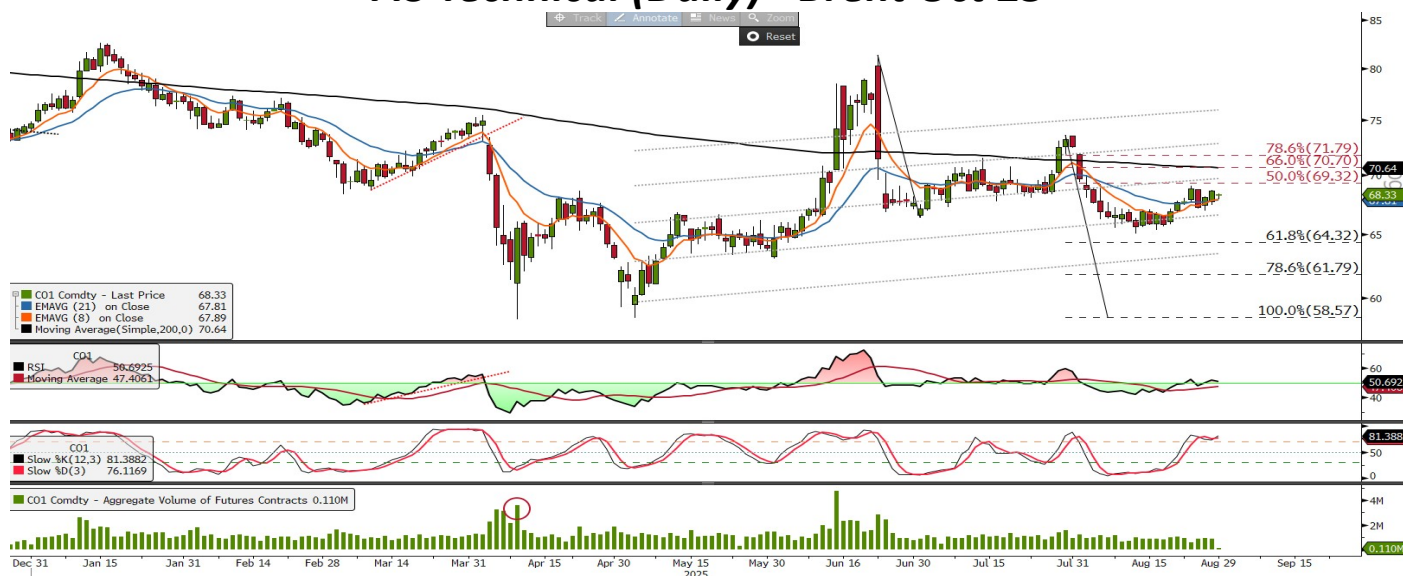 Track Annotate News Zoom
Reset
85
80
75
70
65
60
78.6%(71.79)
66.0%(70.70)
50.0%(69.32)
61.8%(64.32)
78.6%(61.79)
100.0%(58.57)
70.64
68.33
CO1 Comdty - Last Price 68.33
EMAVG (21) on Close 67.81
EMAVG (8) on Close 67.89
Moving Average(Simple,200,0) 70.64
CO1
RSI 50.6925
Moving Average 47.4061
60
50.692
40
CO1
Slow %K(12,3) 81.3882
Slow %D(3) 76.1169
81.388
50
0
CO1 Comdty - Aggregate Volume of Futures Contracts 0.110M
4M
2M
0.110M
Dec 31 Jan 15 Jan 31 Feb 14 Feb 28 Mar 14 Mar 31 Apr 15 Apr 30 May 15 May 30 Jun 16 Jun 30 Jul 15 Jul 31 Aug 15 Aug 29 Sep 15
2025